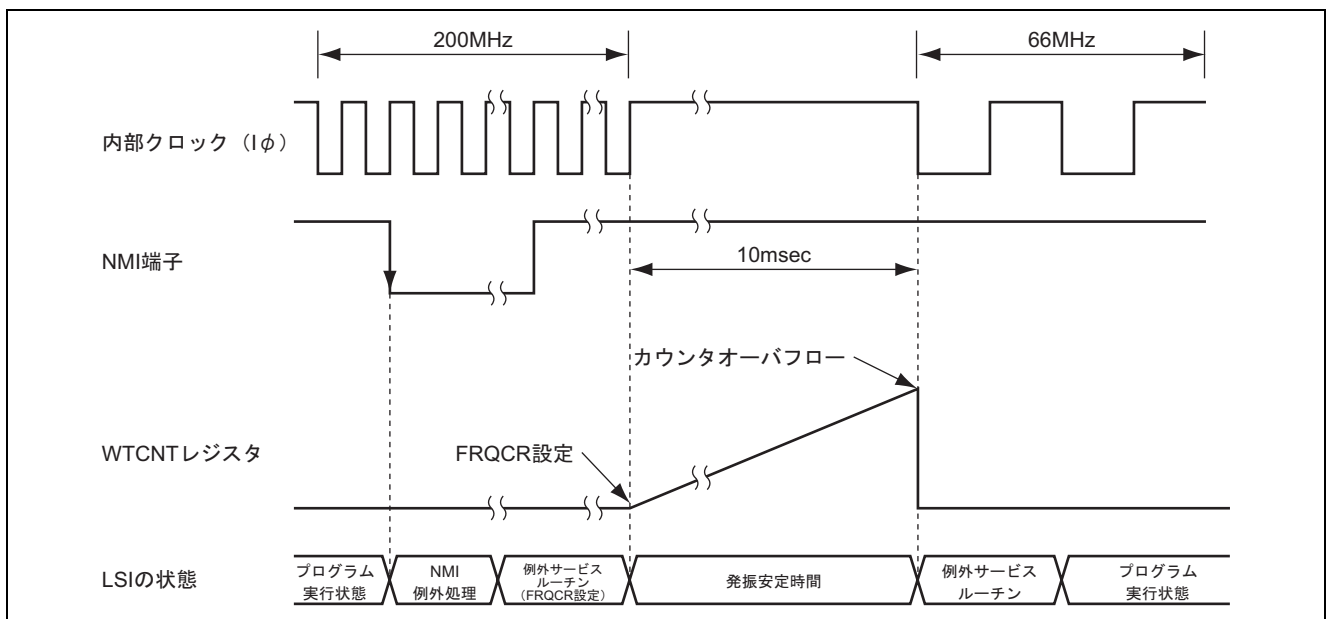 200MHz
66MHz
内部クロック（Iφ）
NMI端子
10msec
カウンタオーバフロー
WTCNTレジスタ
FRQCR設定
LSIの状態
プログラム
実行状態
NMI
例外処理
例外サービス
ルーチン
（FRQCR設定）
発振安定時間
例外サービス
ルーチン
プログラム
実行状態